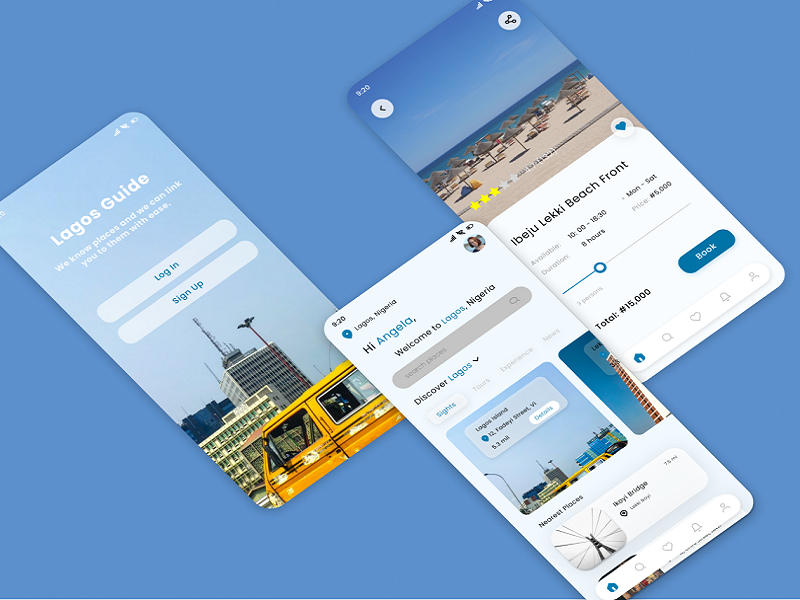 Lagos Guide
We know places and we can link
you to them with ease.
Log In
Sign Up
9:20
Ibeju Lekki Beach Front
Available: 10:00 - 18:30 • Mon - Sat
Duration: 8 hours Price: ₦5,000
3 persons
Total: ₦15,000
Book
9:20
Lagos, Nigeria
Hi Angela,
Welcome to Lagos, Nigeria
search places
Discover Lagos
Sights Tours Experience News
Lagos Island
12, Fadeyi Street, VI
5.3 mil
Details
Nearest Places
Ikoyi Bridge
Lekki Ikoyi
75 mi